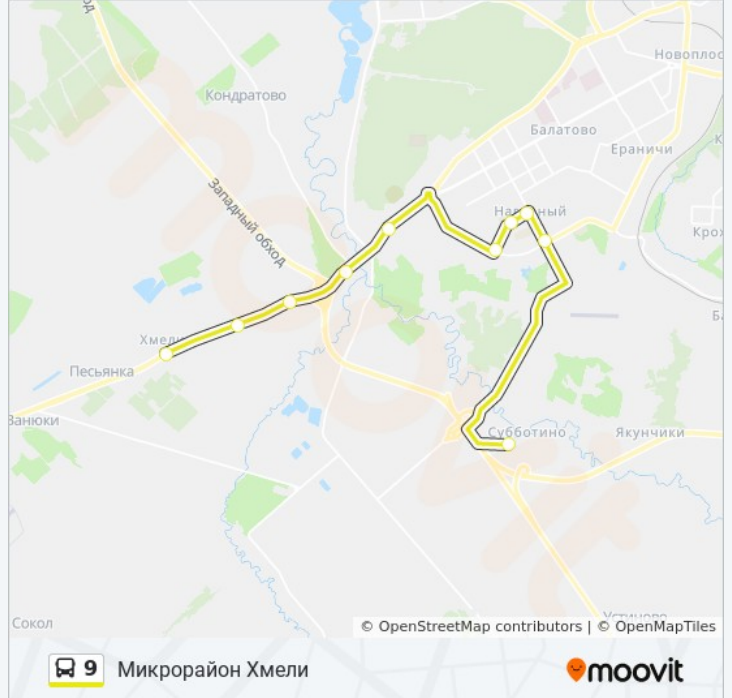 Новоплос
Кондратово
Балатово
Ераничи
Западный обход
Нагорный
Крох
Хмели
Песьянка
Ванюки
Субботино
Якунчики
Устиново
Сокол
© OpenStreetMap contributors | © OpenMapTiles
9 Микрорайон Хмели
moovit